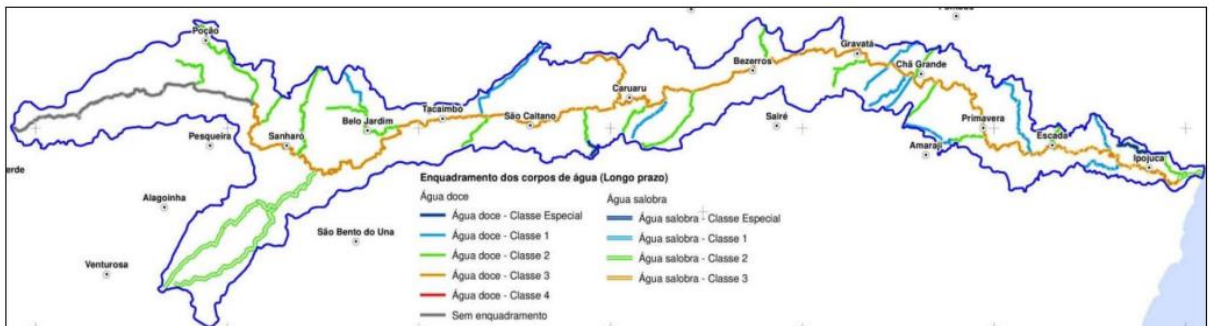 Poção
Gravatá
Bezerros
Chã Grande
Caruaru
Tacaimbó
São Caitano
Belo Jardim
Sairé
Primavera
Pesqueira
Sanharo
Escada
Amaraji
Ipojuca
erde
Alagoinha
São Bento do Una
Venturosa
Enquadramento dos corpos de água (Longo prazo)
Água doce
Água doce - Classe Especial
Água doce - Classe 1
Água doce - Classe 2
Água doce - Classe 3
Água doce - Classe 4
Sem enquadramento
Água salobra
Água salobra - Classe Especial
Água salobra - Classe 1
Água salobra - Classe 2
Água salobra - Classe 3